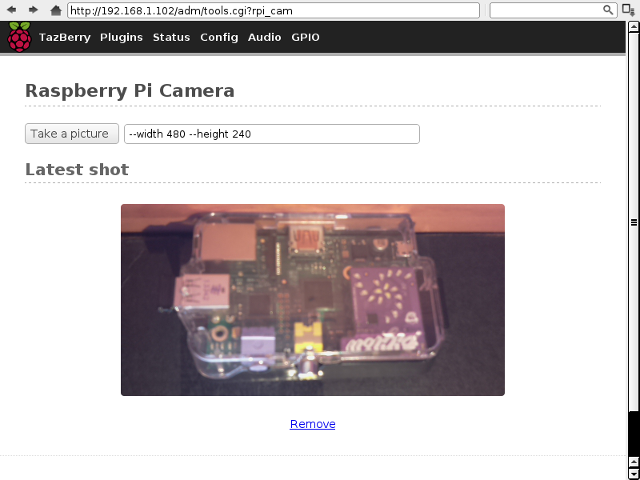 http://192.168.1.102/adm/tools.cgi?rpi_cam
TazBerry Plugins Status Config Audio GPIO
Raspberry Pi Camera
Take a picture --width 480 --height 240
Latest shot
Remove